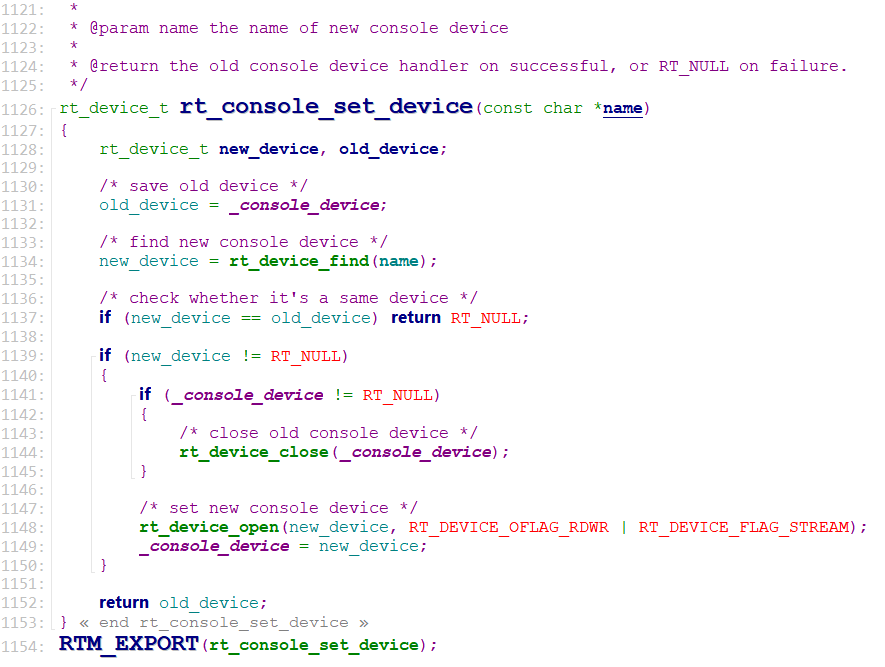 1121: *
1122: * @param name the name of new console device
1123: *
1124: * @return the old console device handler on successful, or RT_NULL on failure.
1125: */
1126: rt_device_t rt_console_set_device(const char *name)
1127: {
1128:     rt_device_t new_device, old_device;
1129:
1130:     /* save old device */
1131:     old_device = _console_device;
1132:
1133:     /* find new console device */
1134:     new_device = rt_device_find(name);
1135:
1136:     /* check whether it's a same device */
1137:     if (new_device == old_device) return RT_NULL;
1138:
1139:     if (new_device != RT_NULL)
1140:     {
1141:         if (_console_device != RT_NULL)
1142:         {
1143:             /* close old console device */
1144:             rt_device_close(_console_device);
1145:         }
1146:
1147:         /* set new console device */
1148:         rt_device_open(new_device, RT_DEVICE_OFLAG_RDWR | RT_DEVICE_FLAG_STREAM);
1149:         _console_device = new_device;
1150:     }
1151:
1152:     return old_device;
1153: } « end rt_console_set_device »
1154: RTM_EXPORT(rt_console_set_device);